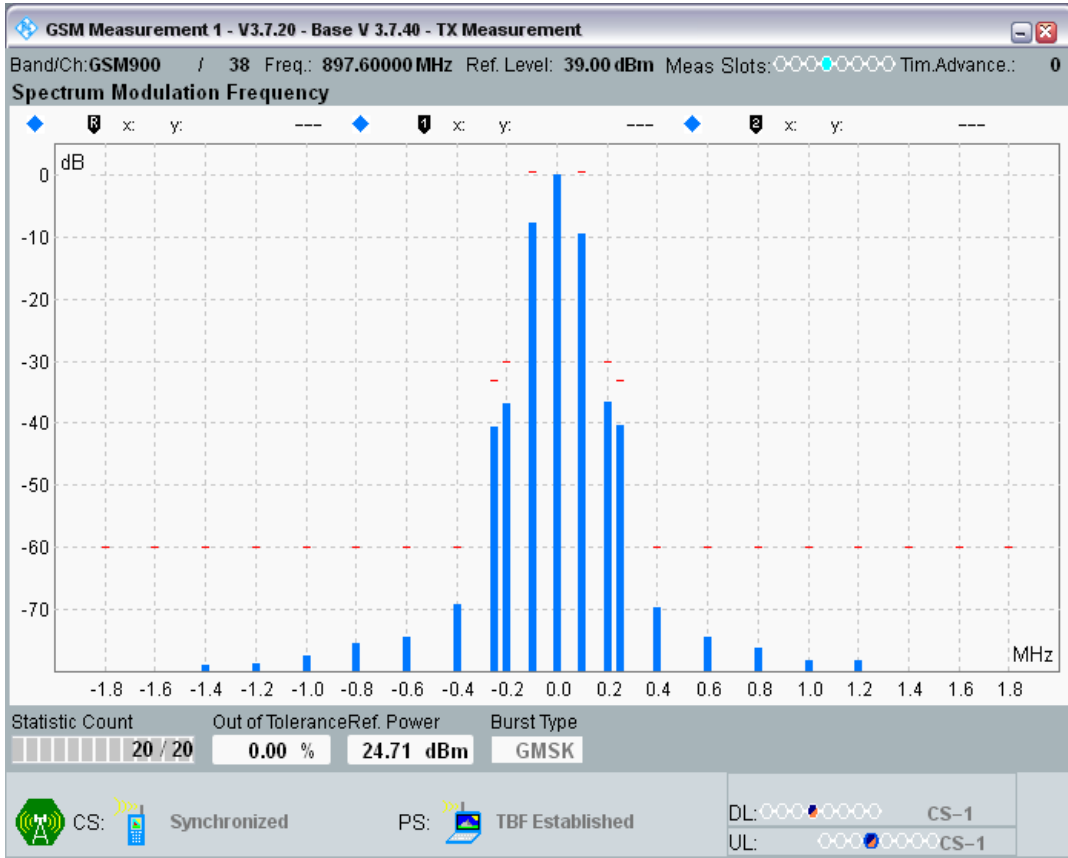 GSM Measurement 1 - V3.7.20 - Base V 3.7.40 - TX Measurement
Band/Ch:GSM900 / 38 Freq.: 897.60000 MHz Ref. Level: 39.00 dBm Meas Slots: Tim.Advance.: 0
Spectrum Modulation Frequency
R x: y: --- 1 x: y: --- 2 x: y: ---
dB
0
-10
-20
-30
-40
-50
-60
-70
MHz
-1.8 -1.6 -1.4 -1.2 -1.0 -0.8 -0.6 -0.4 -0.2 0.0 0.2 0.4 0.6 0.8 1.0 1.2 1.4 1.6 1.8
Statistic Count Out of Tolerance Ref. Power Burst Type
20 / 20 0.00 % 24.71 dBm GMSK
CS: Synchronized PS: TBF Established
DL: CS-1
UL: CS-1